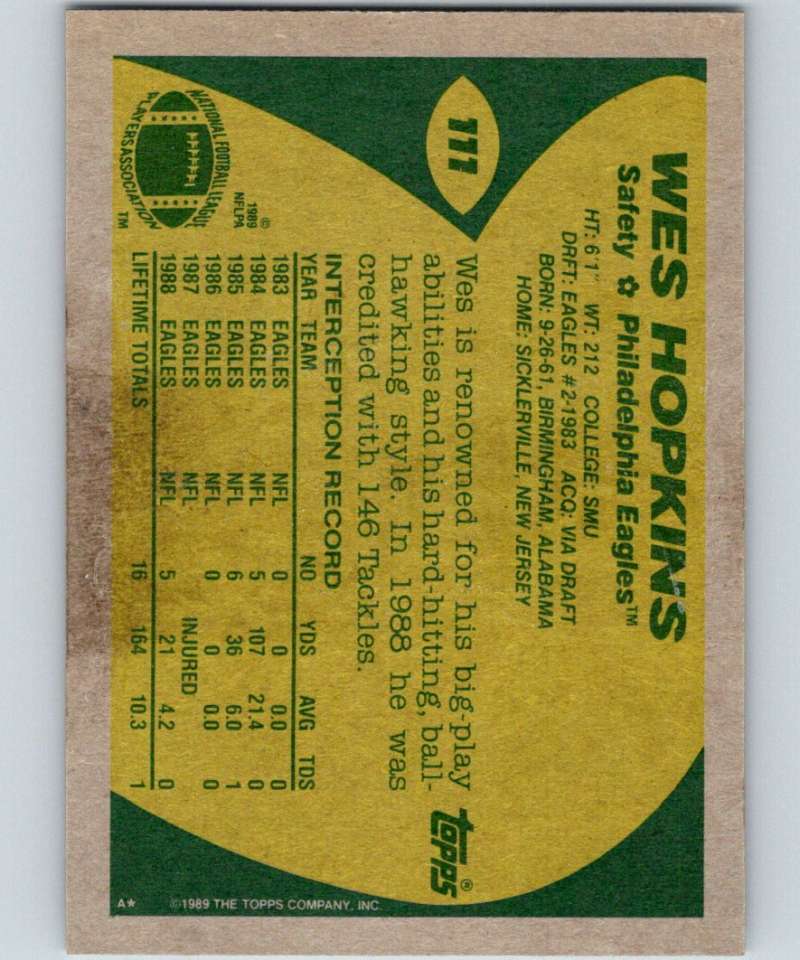 111
WES HOPKINS
Safety ✿ Philadelphia Eagles™
HT: 6'1" WT: 212 COLLEGE: SMU
DRFT: EAGLES #2-1983 ACQ: VIA DRAFT
BORN: 9-26-61, BIRMINGHAM, ALABAMA
HOME: SICKLERVILLE, NEW JERSEY
Wes is renowned for his big-play
abilities and his hard-hitting, ball-
hawking style. In 1988 he was
credited with 146 Tackles.
topps®
INTERCEPTION RECORD
YEAR TEAM NO YDS AVG TDS
1983 EAGLES NFL 0 0 0.0 0
1984 EAGLES NFL 5 107 21.4 0
1985 EAGLES NFL 6 36 6.0 1
1986 EAGLES NFL 0 0 0.0 0
1987 EAGLES NFL INJURED
1988 EAGLES NFL 5 21 4.2 0
LIFETIME TOTALS 16 164 10.3 1
NATIONAL FOOTBALL LEAGUE
PLAYERS ASSOCIATION
TM
©
1989
NFLPA
A* ©1989 THE TOPPS COMPANY, INC.